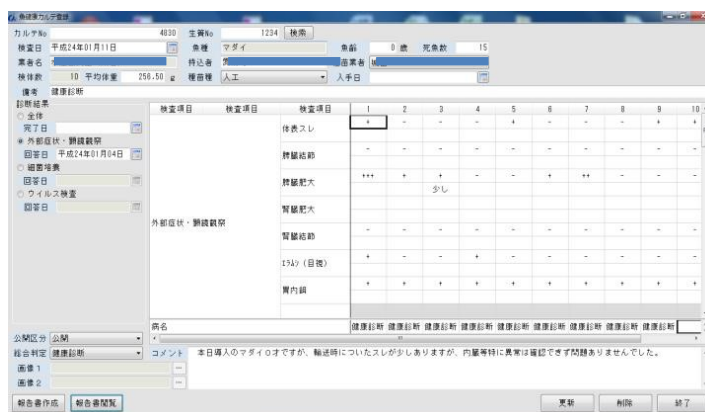 魚健康カルテ登録
カルテNo 4830 生簀No 1234 検索
検査日 平成24年01月11日 魚種 マダイ 魚齢 0 歳 死魚数 15
業者名 持込者 種苗業者
検体数 10 平均体重 256.50 g 種苗種 人工 入手日
備考 健康診断
診断結果
全体
完了日
外部症状・顕鏡観察
回答日 平成24年01月04日
細菌培養
回答日
ウイルス検査
回答日
検査項目 検査項目 検査項目 1 2 3 4 5 6 7 8 9 10
体表スレ + - - - + - - - + +
脾臓結節 - - - - - - - - - -
脾臓肥大 +++ + + - - + ++ - - -
少し
腎臓肥大
外部症状・顕鏡観察
腎臓結節 - - - - - - - - - -
ｴﾗﾑｼ (目視) + - - + - - - - - -
胃内容 + + + + + + + + + +
病名 健康診断 健康診断 健康診断 健康診断 健康診断 健康診断 健康診断 健康診断 健康診断
公開区分 公開
総合判定 健康診断 コメント 本日導入のマダイ0才ですが、輸送時についたスレが少しありますが、内臓等特に異常は確認できず問題ありませんでした。
画像1
画像2
報告書作成 報告書閲覧 更新 削除 終了